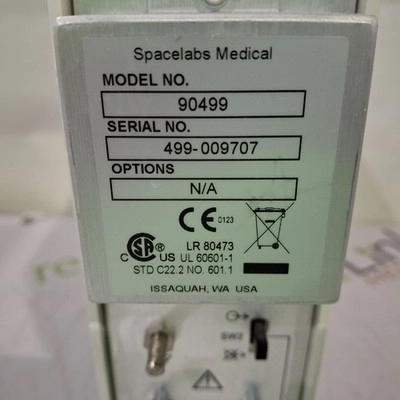 Spacelabs Medical
MODEL NO.
90499
SERIAL NO.
499-009707
OPTIONS
N/A
CE 0123
SA ® LR 80473
C US UL 60601-1
STD C22.2 NO. 601.1
ISSAQUAH, WA USA
SW2